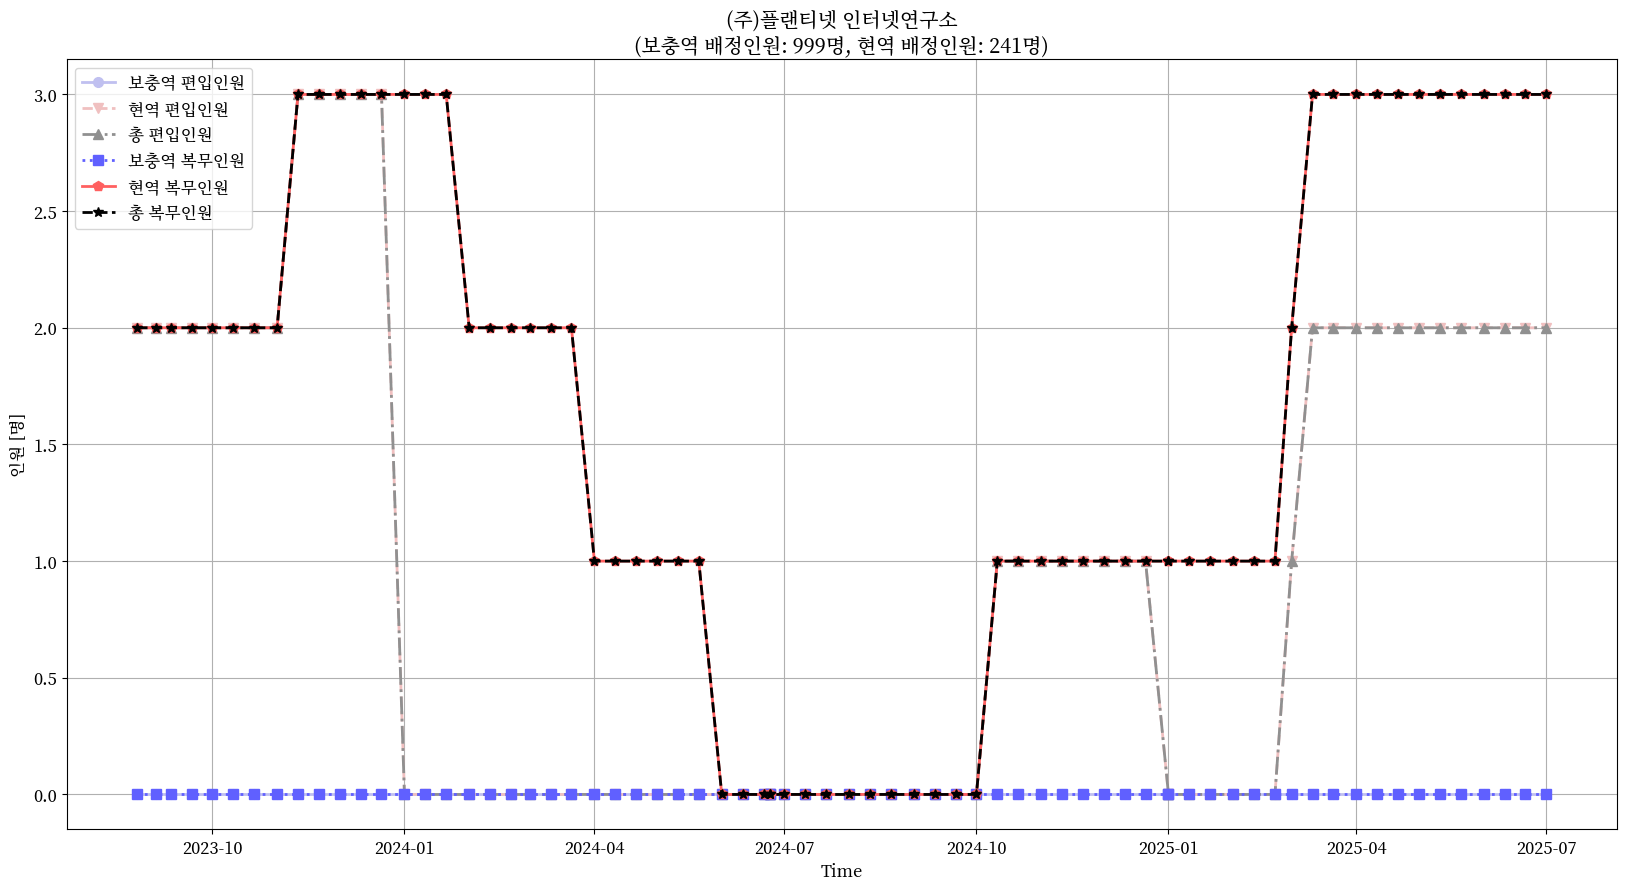 (주)플랜티넷 인터넷연구소
(보충역 배정인원: 999명, 현역 배정인원: 241명)
보충역 편입인원
현역 편입인원
총 편입인원
보충역 복무인원
현역 복무인원
총 복무인원
인원 [명]
3.0
2.5
2.0
1.5
1.0
0.5
0.0
2023-10
2024-01
2024-04
2024-07
2024-10
2025-01
2025-04
2025-07
Time